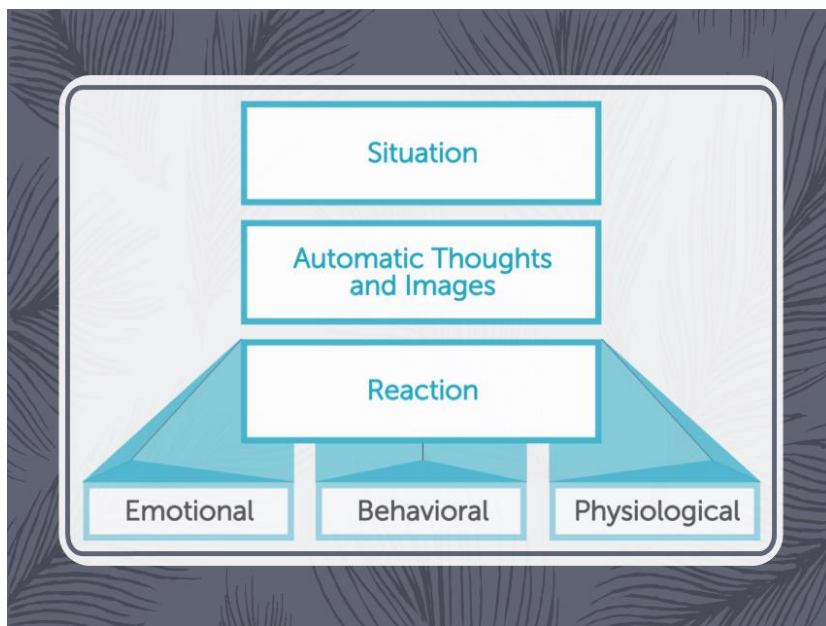 Situation
Automatic Thoughts
and Images
Reaction
Emotional
Behavioral
Physiological